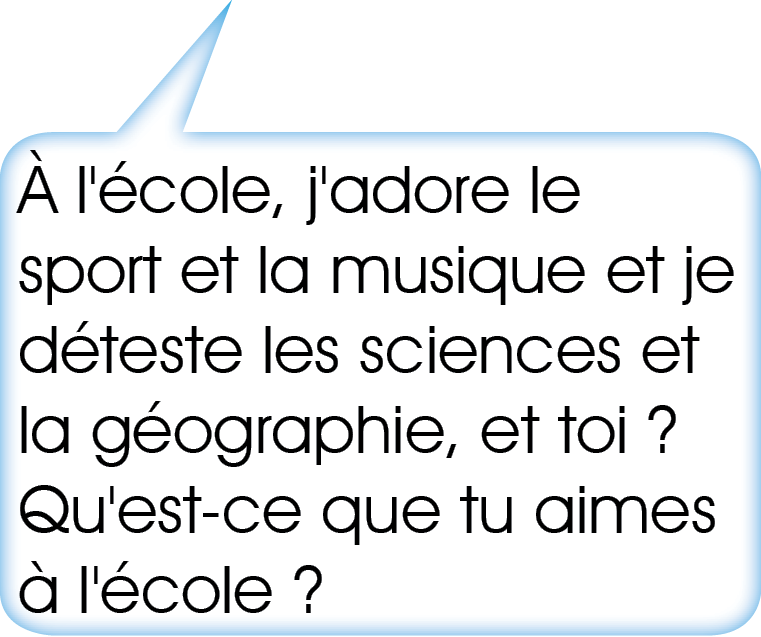 À l'école, j'adore le
sport et la musique et je
déteste les sciences et
la géographie, et toi ?
Qu'est-ce que tu aimes
à l'école ?